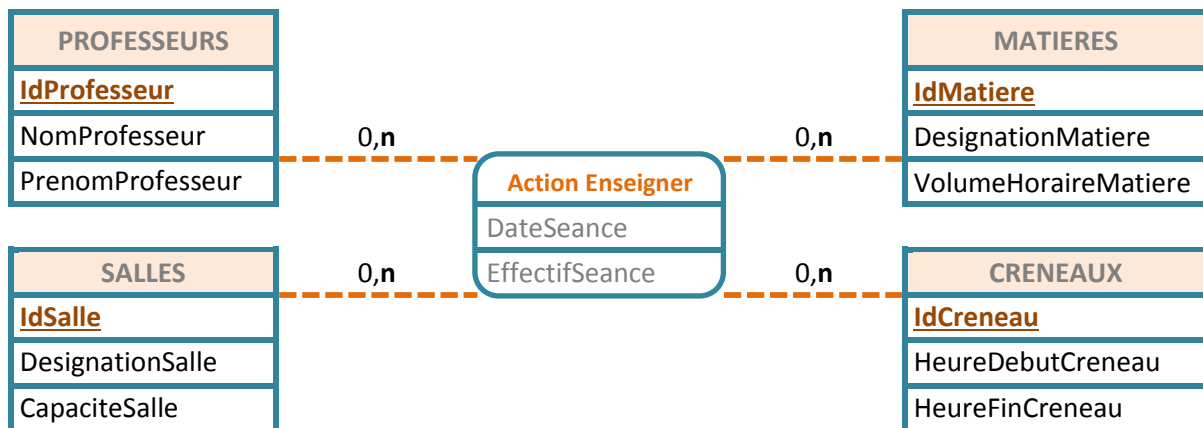 PROFESSEURS
IdProfesseur
NomProfesseur
PrenomProfesseur
0,n
Action Enseigner
DateSeance
EffectifSeance
0,n
MATIERES
IdMatiere
DesignationMatiere
VolumeHoraireMatiere
SALLES
IdSalle
DesignationSalle
CapaciteSalle
0,n
0,n
CRENEAUX
IdCreneau
HeureDebutCreneau
HeureFinCreneau